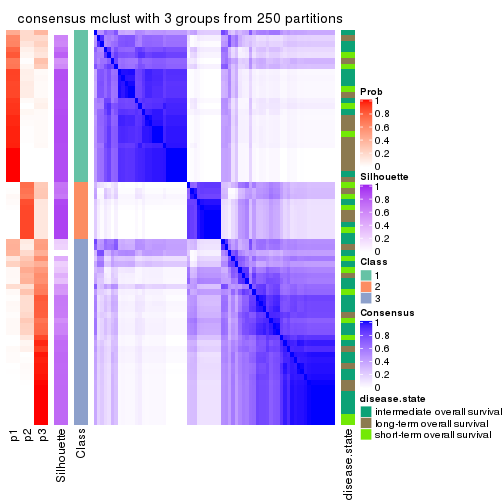 consensus mclust with 3 groups from 250 partitions
Prob
1
0.8
0.6
0.4
0.2
0
Silhouette
1
0.8
0.6
0.4
0.2
0
Class
1
2
3
Consensus
1
0.8
0.6
0.4
0.2
0
disease.state
intermediate overall survival
long-term overall survival
short-term overall survival
p1
p2
p3
Silhouette
Class
disease.state